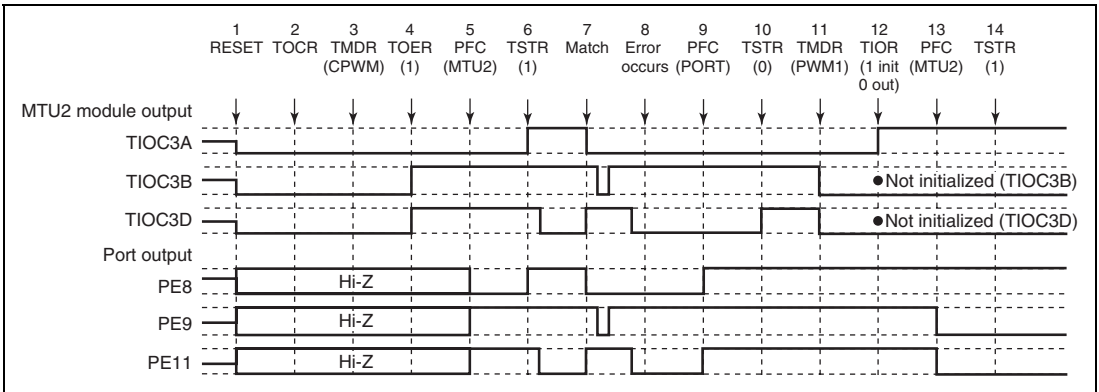 1 2 3 4 5 6 7 8 9 10 11 12 13 14
RESET TOCR TMDR TOER PFC TSTR Match Error PFC TSTR TMDR TIOR PFC TSTR
(CPWM) (1) (MTU2) (1) occurs (PORT) (0) (PWM1) (1 init (MTU2) (1)
0 out)
MTU2 module output
TIOC3A
TIOC3B
●Not initialized (TIOC3B)
TIOC3D
●Not initialized (TIOC3D)
Port output
PE8
Hi-Z
PE9
Hi-Z
PE11
Hi-Z